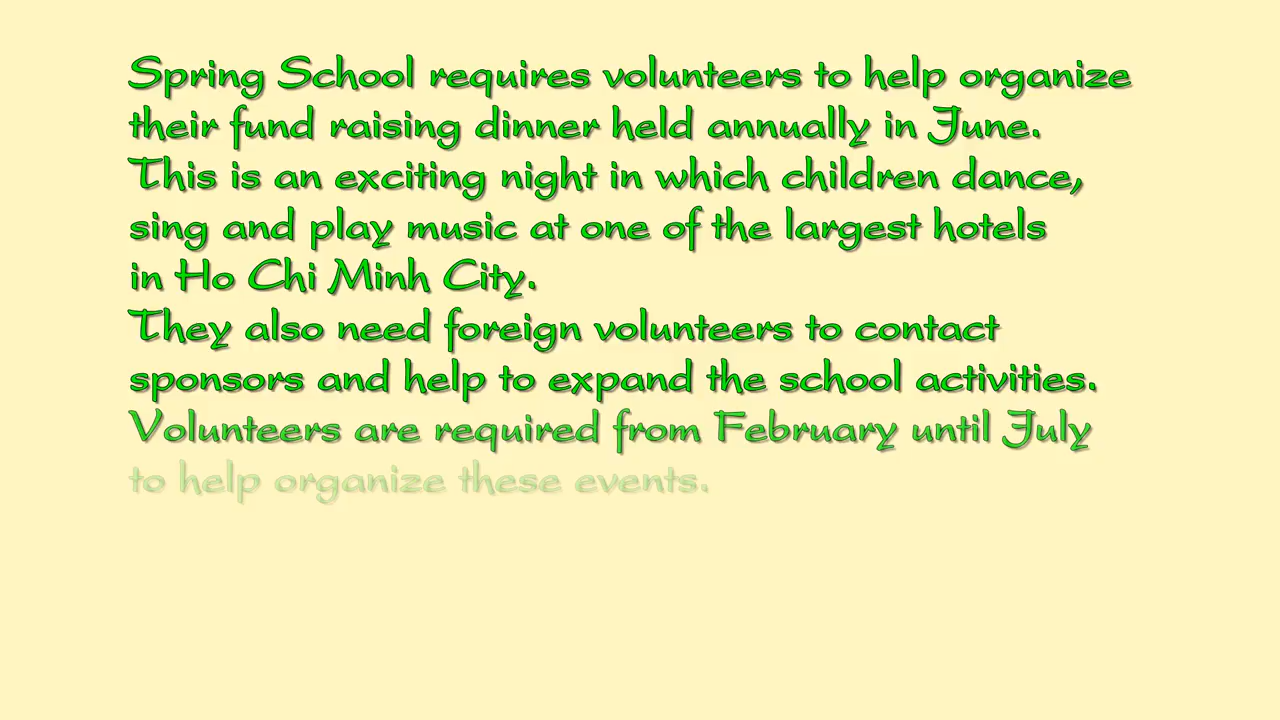 Spring School requires volunteers to help organize
their fund raising dinner held annually in June.
This is an exciting night in which children dance,
sing and play music at one of the largest hotels
in Ho Chi Minh City.
They also need foreign volunteers to contact
sponsors and help to expand the school activities.
Volunteers are required from February until July
to help organize these events.